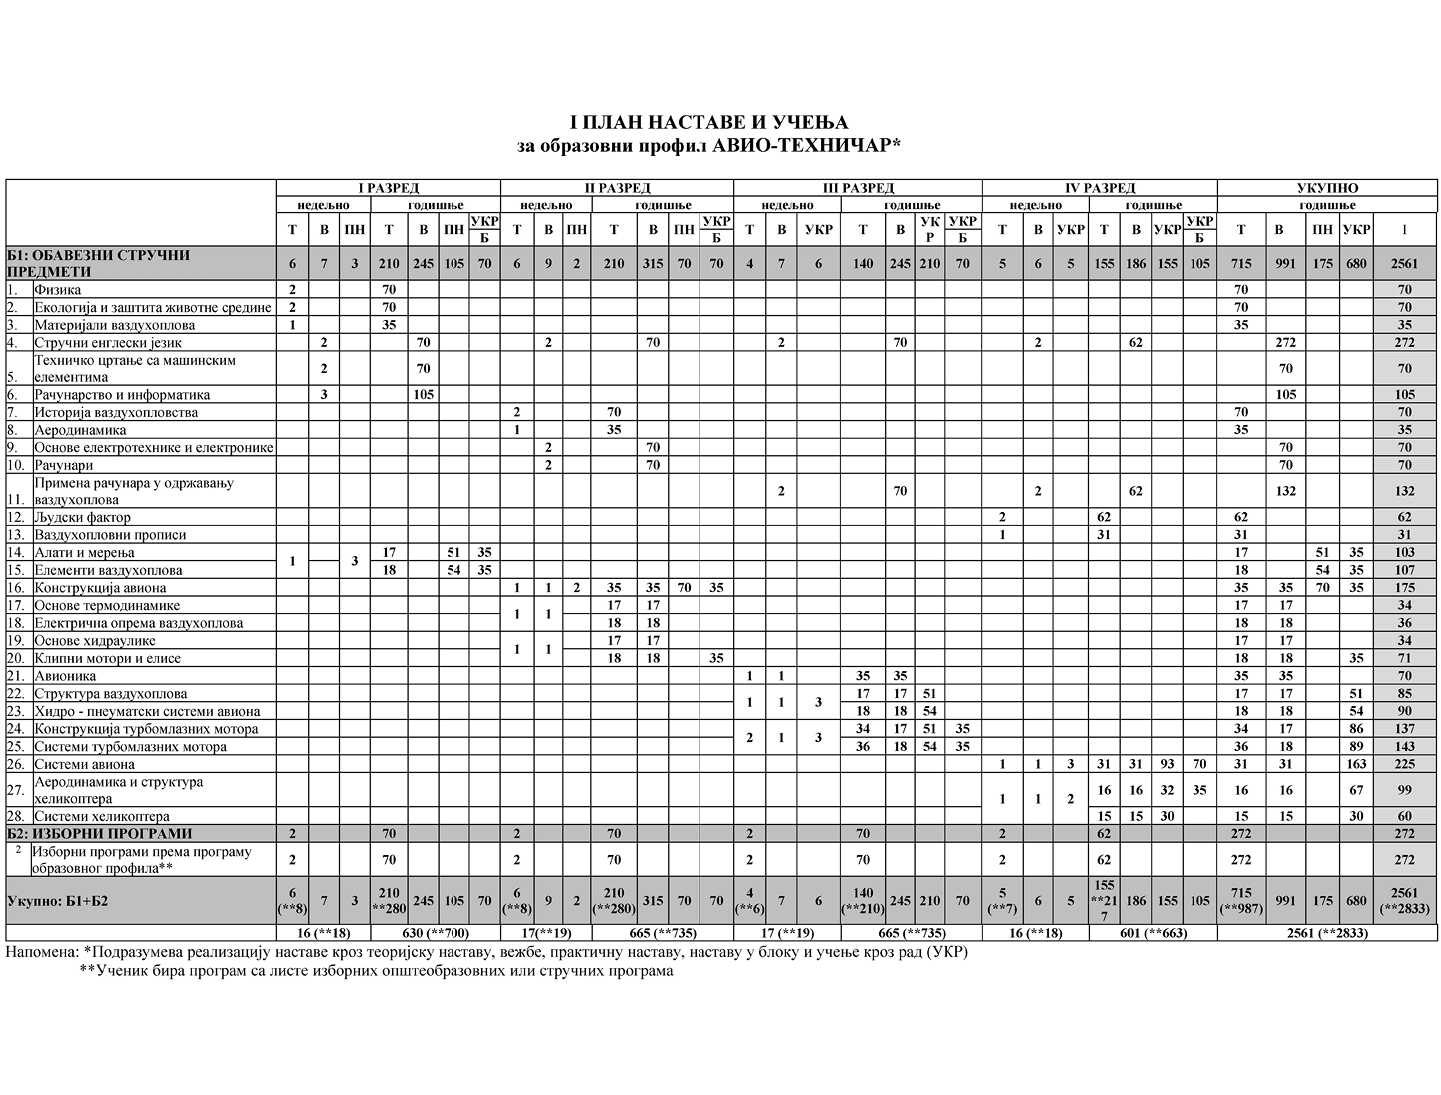 I ПЛАН НАСТАВЕ И УЧЕЊА
за образовни профил АВИО-ТЕХНИЧАР*
I РАЗРЕД II РАЗРЕД III РАЗРЕД IV РАЗРЕД УКУПНО
недељно годишње недељно годишње недељно годишње недељно годишње годишње
Т В ПН Т В ПН УКР Б Т В ПН Т В ПН УКР Б Т В УКР Т В УКР УКР Б Т В УКР Т В УКР УКР Б Т В ПН УКР I
Б1: ОБАВЕЗНИ СТРУЧНИ ПРЕДМЕТИ 6 7 3 210 245 105 70 6 9 2 210 315 70 70 4 7 6 140 245 210 70 5 6 5 155 186 155 105 715 991 175 680 2561
1. Физика 2 70 70 70
2. Екологија и заштита животне средине 2 70 70 70
3. Материјали ваздухоплова 1 35 35 35
4. Стручни енглески језик 2 70 2 70 2 70 2 62 272 272
5. Техничко цртање са машинским елементима 2 70 70 70
6. Рачунарство и информатика 3 105 105 105
7. Историја ваздухопловства 2 70 70 70
8. Аеродинамика 1 35 35 35
9. Основе електротехнике и електронике 2 70 70 70
10. Рачунари 2 70 70 70
11. Примена рачунара у одржавању ваздухоплова 2 70 2 62 132 132
12. Људски фактор 2 62 62 62
13. Ваздухопловни прописи 1 31 31 31
14. Алати и мерења 1 3 17 51 35 17 51 35 103
15. Елементи ваздухоплова 18 54 35 18 54 35 107
16. Конструкција авиона 1 1 2 35 35 70 35 35 35 70 35 175
17. Основе термодинамике 1 1 17 17 17 17 34
18. Електрична опрема ваздухоплова 18 18 18 18 36
19. Основе хидраулике 1 1 17 17 17 17 34
20. Клипни мотори и елисе 18 18 35 18 18 35 71
21. Авионика 1 1 35 35 35 35 70
22. Структура ваздухоплова 1 1 3 17 17 51 17 17 51 85
23. Хидро - пнеуматски системи авиона 18 18 54 18 18 54 90
24. Конструкција турбомлазних мотора 2 1 3 34 17 51 35 34 17 86 137
25. Системи турбомлазних мотора 36 18 54 35 36 18 89 143
26. Системи авиона 1 1 3 31 31 93 70 31 31 163 225
27. Аеродинамика и структура хеликоптера 1 1 2 16 16 32 35 16 16 67 99
28. Системи хеликоптера 15 15 30 15 15 30 60
Б2: ИЗБОРНИ ПРОГРАМИ 2 70 2 70 2 70 2 62 272 272
2 Изборни програми према програму образовног профила** 2 70 2 70 2 70 2 62 272 272
Укупно: Б1+Б2 6 (**8) 7 3 210 **280 245 105 70 6 (**8) 9 2 210 (**280) 315 70 70 4 (**6) 7 6 140 (**210) 245 210 70 5 (**7) 6 5 155 **217 186 155 105 715 (**987) 991 175 680 2561 (**2833)
16 (**18) 630 (**700) 17(**19) 665 (**735) 17 (**19) 665 (**735) 16 (**18) 601 (**663) 2561 (**2833)
Напомена: *Подразумева реализацију наставе кроз теоријску наставу, вежбе, практичну наставу, наставу у блоку и учење кроз рад (УКР)
**Ученик бира програм са листе изборних општеобразовних или стручних програма